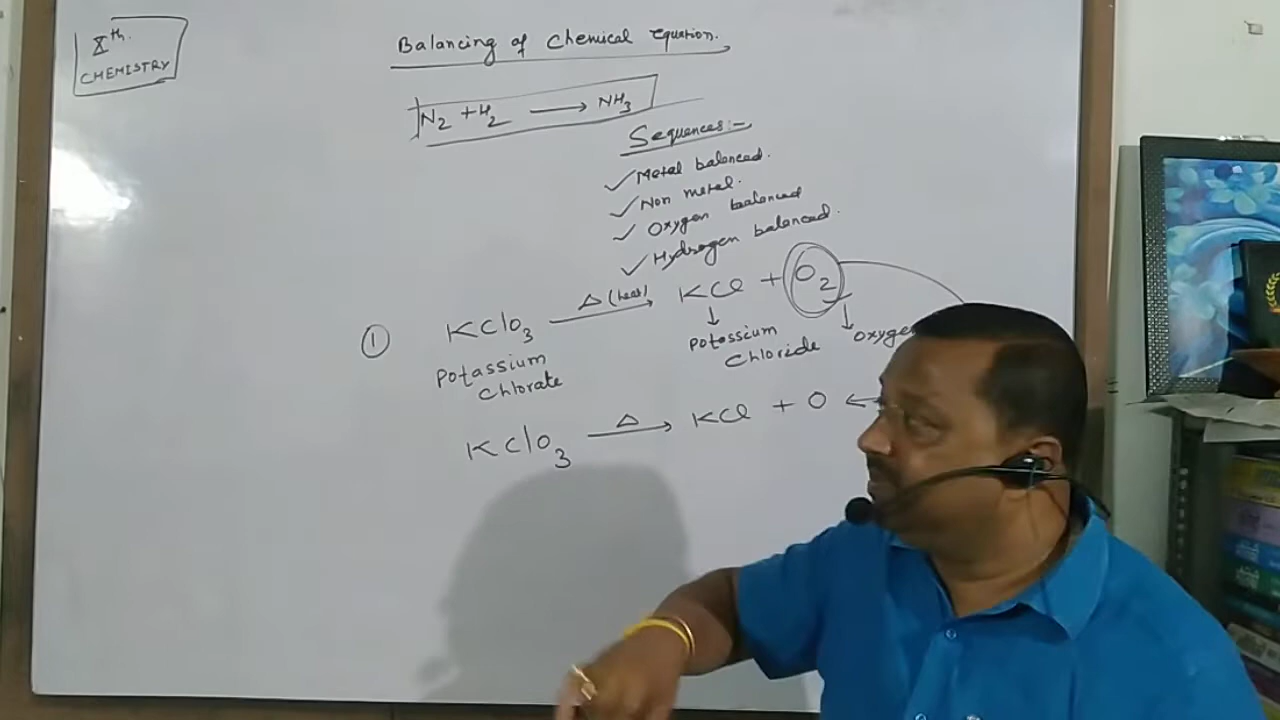 Xth.
CHEMISTRY
Balancing of Chemical Equation.
N₂ + H₂ ⟶ NH₃
Sequences:-
✓ Metal balanced.
✓ Non metal.
✓ Oxygen balanced
✓ Hydrogen balanced.
① KClO₃ Δ (heat) ⟶ KCl + O₂
↓ Potassium Chloride
↓ Oxygen
Potassium
Chlorate
KClO₃ Δ ⟶ KCl + O ←